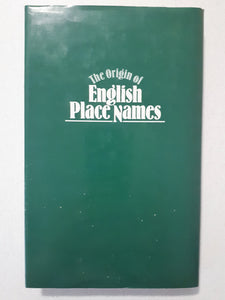 The Origin of
English
Place Names